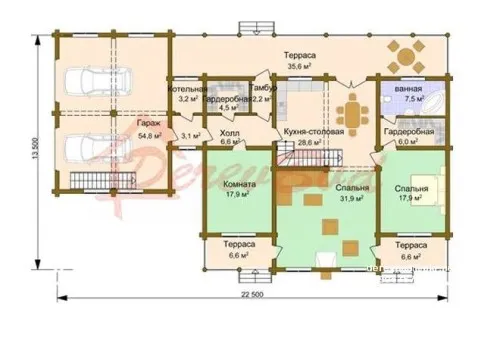 Терраса
35,6 м²
Котельная
3,2 м²
Гардеробная
4,5 м²
Тамбур
2,2 м²
ванная
7,5 м²
Гараж
54,8 м²
3,1 м²
Холл
6,6 м²
Кухня-столовая
28,6 м²
Гардеробная
6,0 м²
Комната
17,9 м²
Спальня
31,9 м²
Спальня
17,9 м²
Терраса
6,6 м²
Терраса
6,6 м²
13 500
22 500